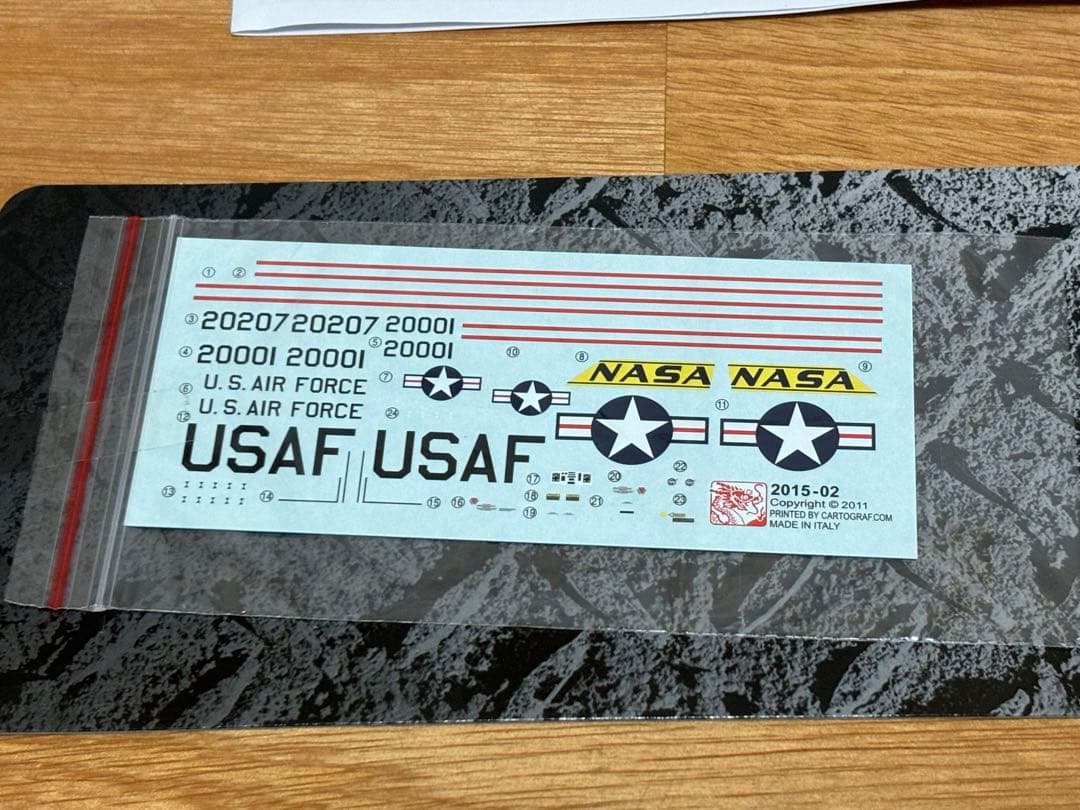 ① ②
③ 20207 20207 20001
④ 20001 20001 ⑤ 20001 ⑩
⑥ U.S. AIR FORCE ⑦ ⑧ NASA NASA ⑨
⑫ U.S. AIR FORCE ㉔ ⑪
USAF USAF
⑬ ⑭ ⑮ ⑯ ⑰ ⑱ ⑲ ⑳ ㉑ ㉒ ㉓
2015-02
Copyright © 2011
PRINTED BY CARTOGRAF.COM
MADE IN ITALY